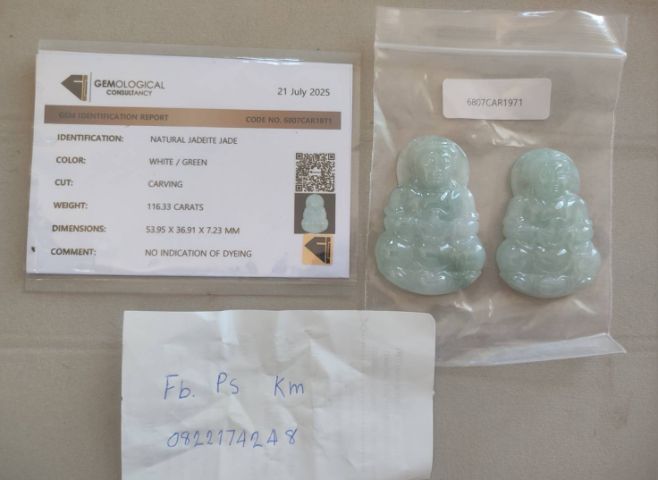 GEMOLOGICAL
CONSULTANCY
21 July 2025
GEM IDENTIFICATION REPORT CODE NO. 6807CAR1971
IDENTIFICATION: NATURAL JADEITE JADE
COLOR: WHITE / GREEN
CUT: CARVING
WEIGHT: 116.33 CARATS
DIMENSIONS: 53.95 X 36.91 X 7.23 MM
COMMENT: NO INDICATION OF DYEING
6807CAR1971
Fb. Ps Km
0822174248